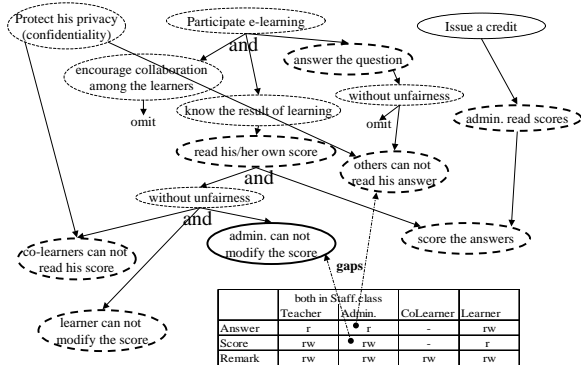 Protect his privacy
(confidentiality)
Participate e-learning
Issue a credit
and
encourage collaboration
among the learners
answer the question
omit
know the result of learning
without unfairness
omit
admin. read scores
read his/her own score
others can not
read his answer
and
without unfairness
and
co-learners can not
read his score
admin. can not
modify the score
score the answers
gaps
learner can not
modify the score
both in Staff class
Teacher Admin. CoLearner Learner
Answer r r - rw
Score rw rw - r
Remark rw rw rw rw